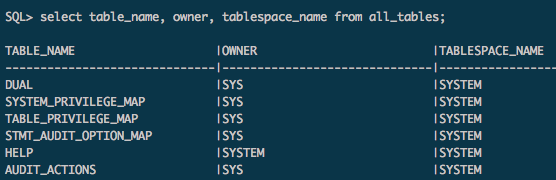 SQL> select table_name, owner, tablespace_name from all_tables;
TABLE_NAME |OWNER |TABLESPACE_NAME
------------------------------|------------------------------|-----------------
DUAL |SYS |SYSTEM
SYSTEM_PRIVILEGE_MAP |SYS |SYSTEM
TABLE_PRIVILEGE_MAP |SYS |SYSTEM
STMT_AUDIT_OPTION_MAP |SYS |SYSTEM
HELP |SYSTEM |SYSTEM
AUDIT_ACTIONS |SYS |SYSTEM